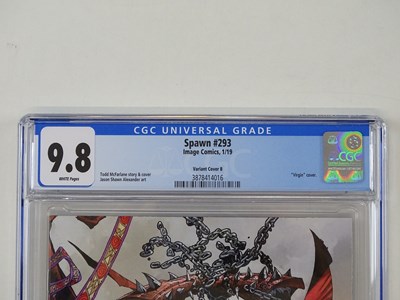 CGC UNIVERSAL GRADE
9.8
WHITE Pages
Spawn #293
Image Comics, 1/19
Variant Cover B
3878414016
Todd McFarlane story & cover
Jason Shawn Alexander art
"Virgin" cover.
CGC